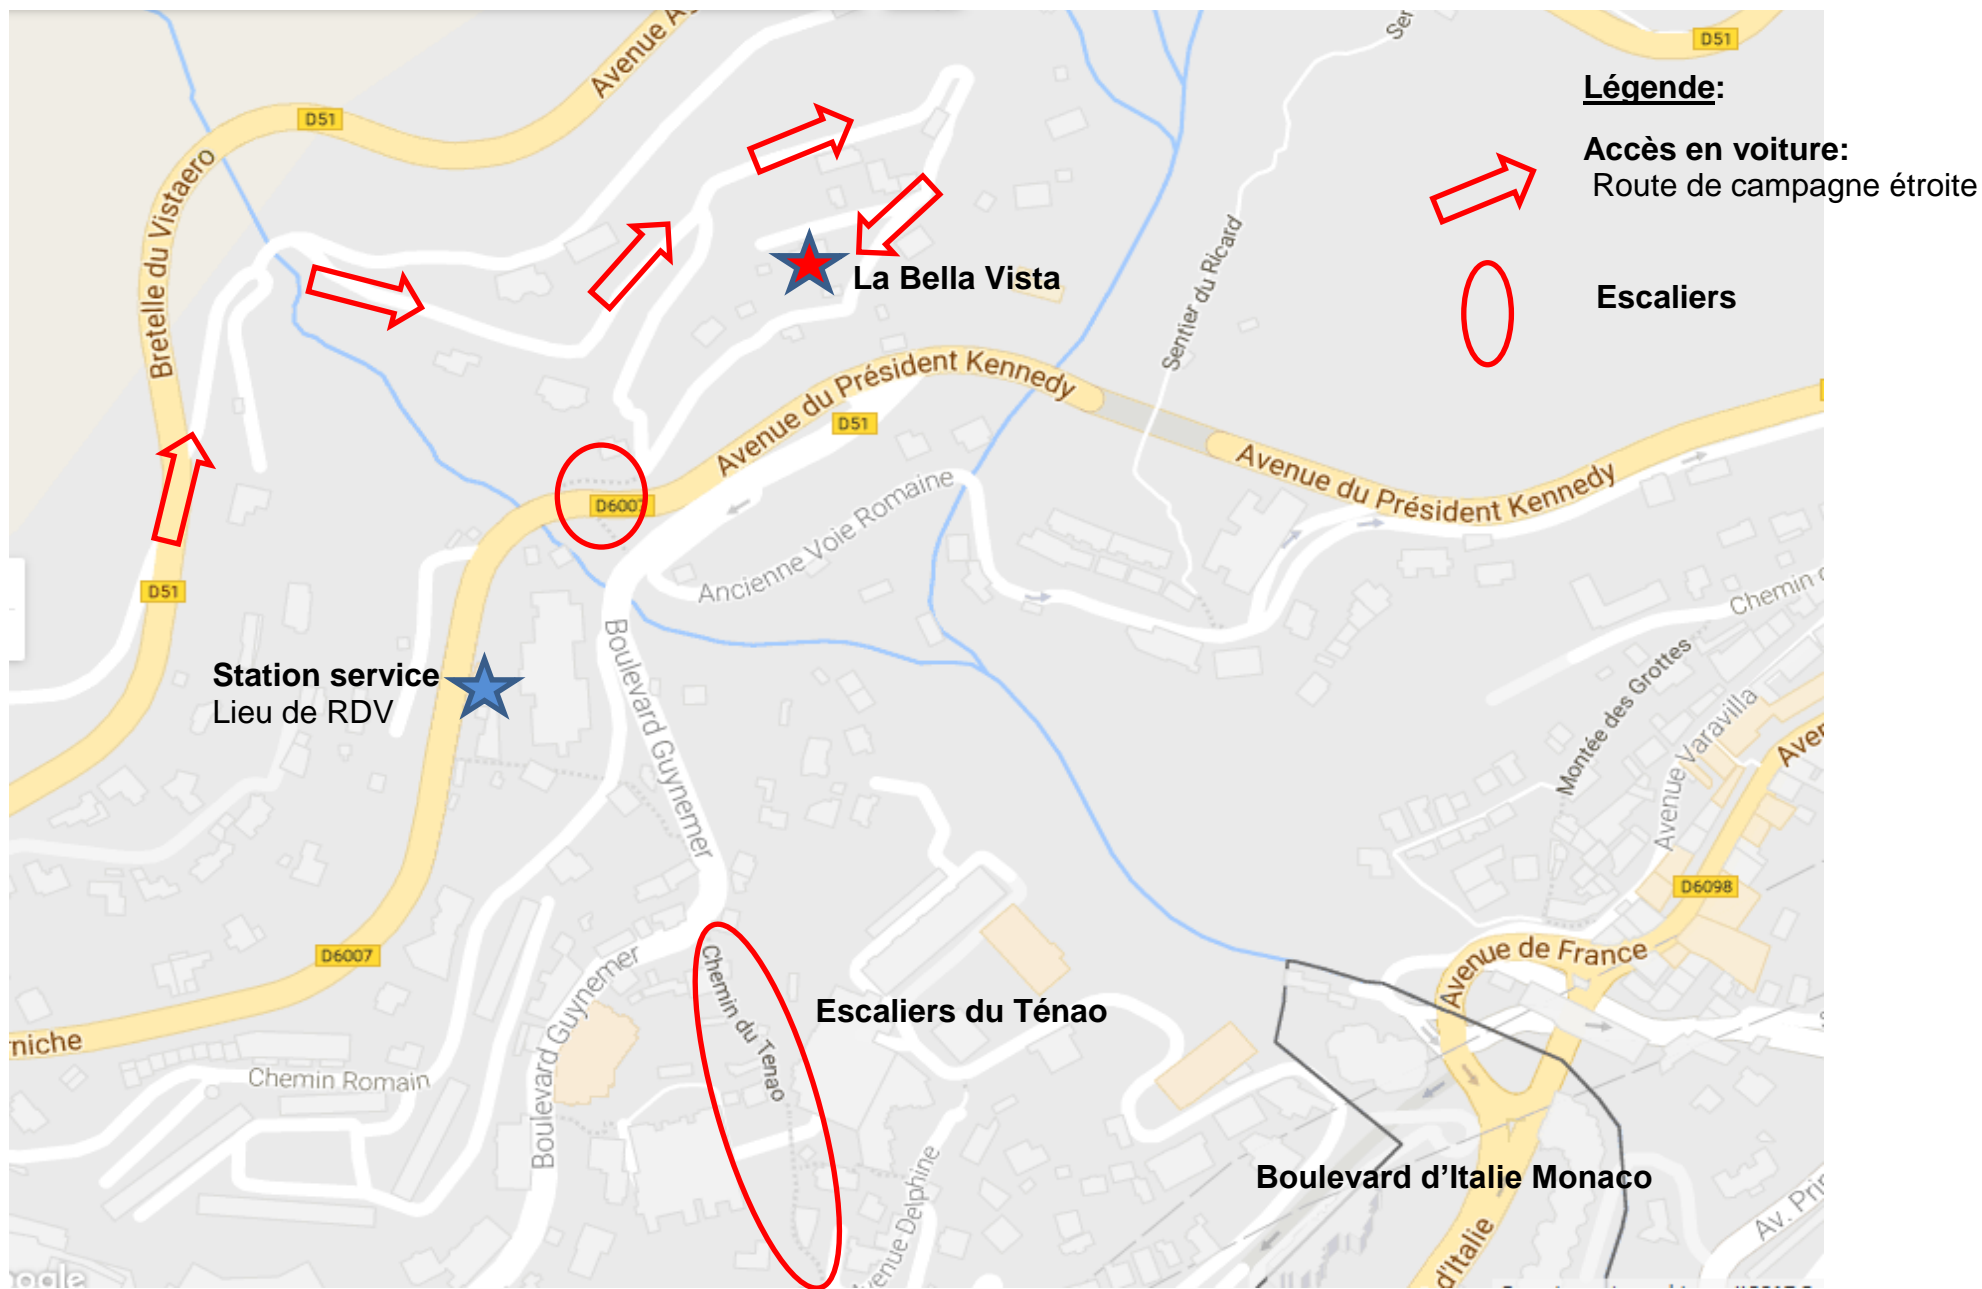 Avenue A
D51
D51
Légende:
Accès en voiture:
Route de campagne étroite
Escaliers
Bretelle du Vistaero
La Bella Vista
Sentier du Ricard
Avenue du Président Kennedy
D51
D6007
Avenue du Président Kennedy
Ancienne Voie Romaine
D51
Chemin
Station service
Lieu de RDV
Boulevard Guynemer
Montée des Grottes
Avenue Varavilla
D6098
D6007
Avenue de France
Chemin du Tenao
Escaliers du Ténao
Boulevard Guynemer
niche
Chemin Romain
Avenue Delphine
Boulevard d’Italie Monaco
Av. Pri
d'Italie